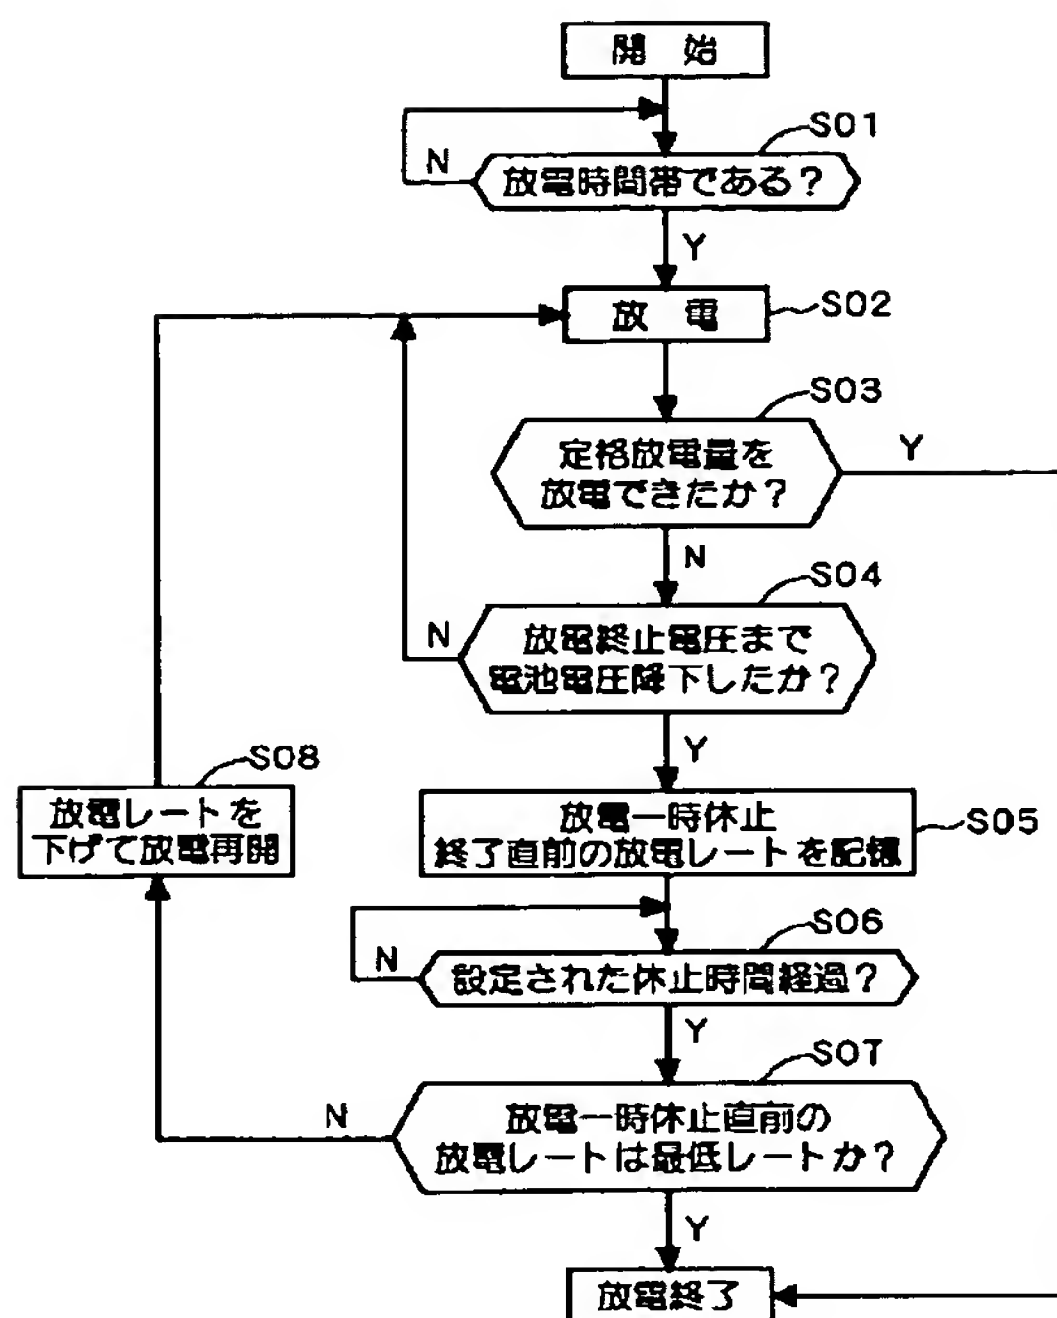 開 始
S01
N
放電時間帯である?
Y
放 電
S02
S03
定格放電量を
放電できたか?
Y
N
S04
N
放電終止電圧まで
電池電圧降下したか?
Y
S08
放電レートを
下げて放電再開
放電一時休止
終了直前の放電レートを記憶
S05
S06
N
設定された休止時間経過?
Y
S07
N
放電一時休止直前の
放電レートは最低レートか?
Y
放電終了